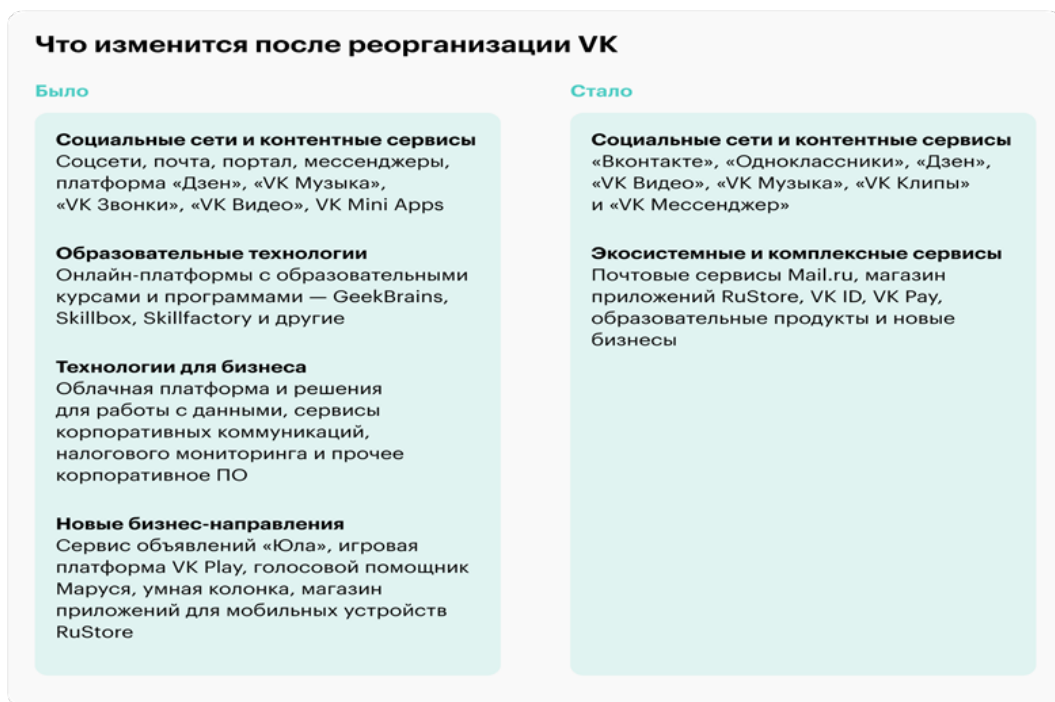 Что изменится после реорганизации VK
Было
Социальные сети и контентные сервисы
Соцсети, почта, портал, мессенджеры,
платформа «Дзен», «VK Музыка»,
«VK Звонки», «VK Видео», VK Mini Apps
Образовательные технологии
Онлайн-платформы с образовательными
курсами и программами — GeekBrains,
Skillbox, Skillfactory и другие
Технологии для бизнеса
Облачная платформа и решения
для работы с данными, сервисы
корпоративных коммуникаций,
налогового мониторинга и прочее
корпоративное ПО
Новые бизнес-направления
Сервис объявлений «Юла», игровая
платформа VK Play, голосовой помощник
Маруся, умная колонка, магазин
приложений для мобильных устройств
RuStore
Стало
Социальные сети и контентные сервисы
«Вконтакте», «Одноклассники», «Дзен»,
«VK Видео», «VK Музыка», «VK Клипы»
и «VK Мессенджер»
Экосистемные и комплексные сервисы
Почтовые сервисы Mail.ru, магазин
приложений RuStore, VK ID, VK Pay,
образовательные продукты и новые
бизнесы